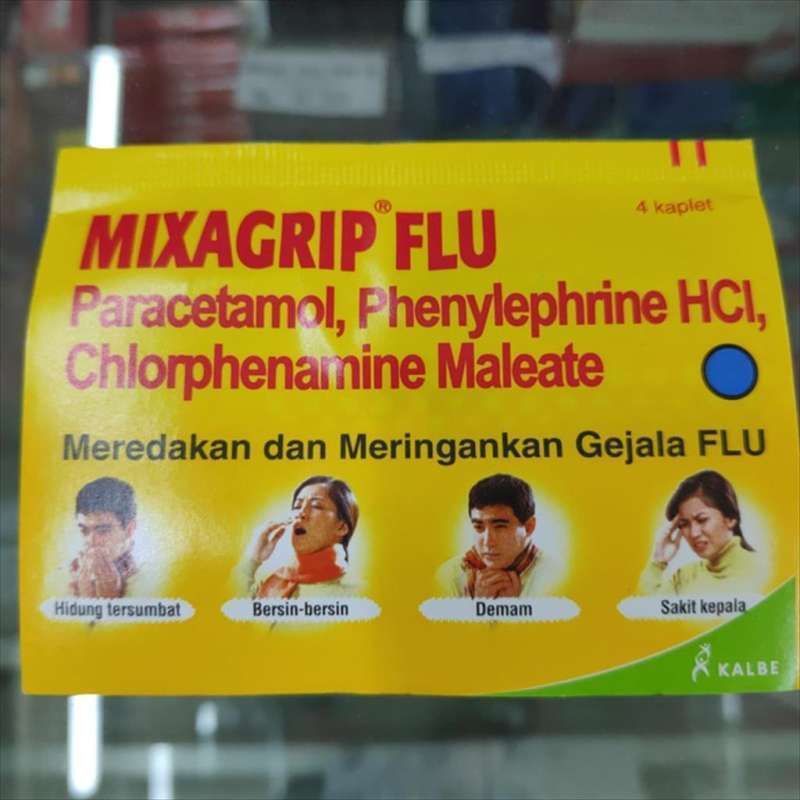 MIXAGRIP® FLU
4 kaplet
Paracetamol, Phenylephrine HCl,
Chlorphenamine Maleate
Meredakan dan Meringankan Gejala FLU
Hidung tersumbat
Bersin-bersin
Demam
Sakit kepala
KALBE